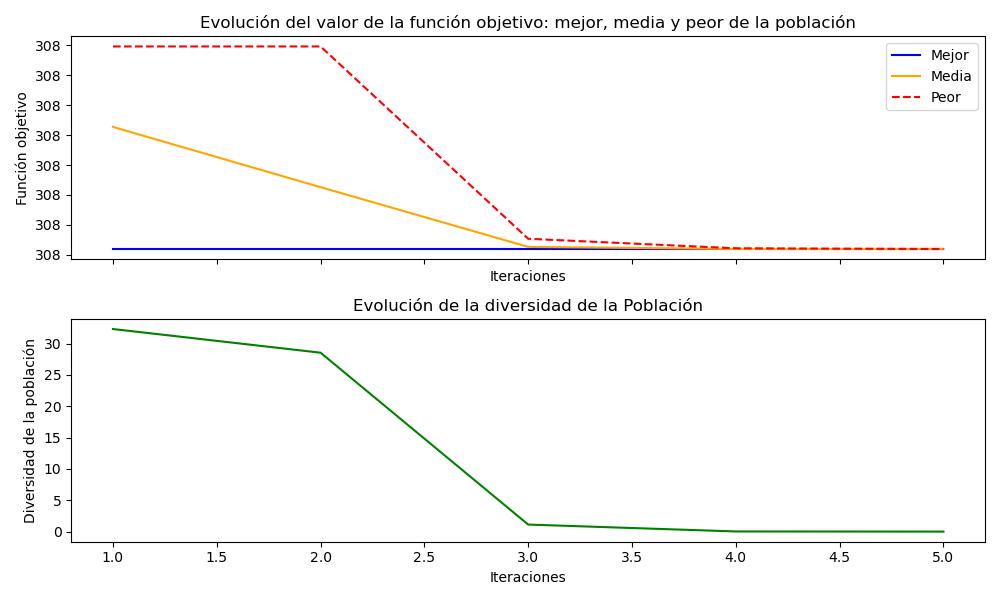 Evolución del valor de la función objetivo: mejor, media y peor de la población
308
308
308
308
308
308
308
308
Función objetivo
Mejor
Media
Peor
Iteraciones
Evolución de la diversidad de la Población
30
25
20
15
10
5
0
Diversidad de la población
1.0 1.5 2.0 2.5 3.0 3.5 4.0 4.5 5.0
Iteraciones